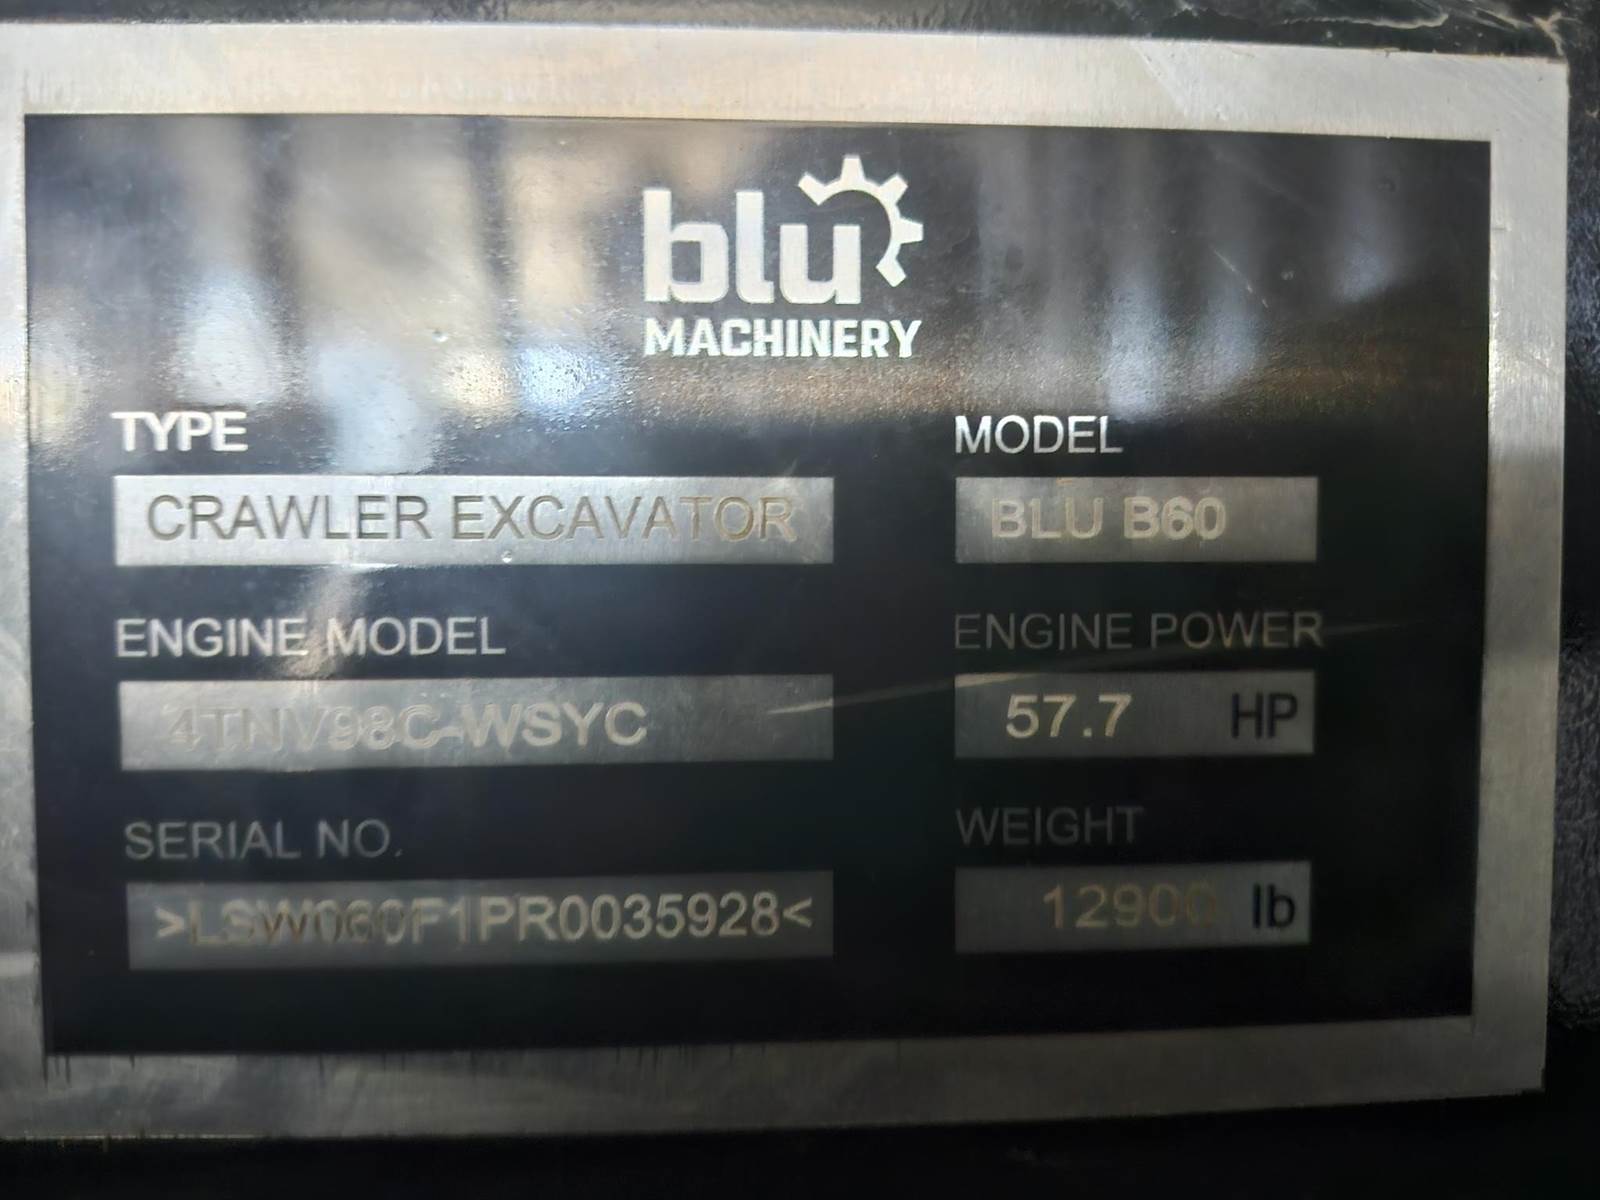 blu
MACHINERY
TYPE
CRAWLER EXCAVATOR
MODEL
BLU B60
ENGINE MODEL
4TNV98C-WSYC
ENGINE POWER
57.7 HP
SERIAL NO.
>LSW060F1PR0035928<
WEIGHT
12900 lb